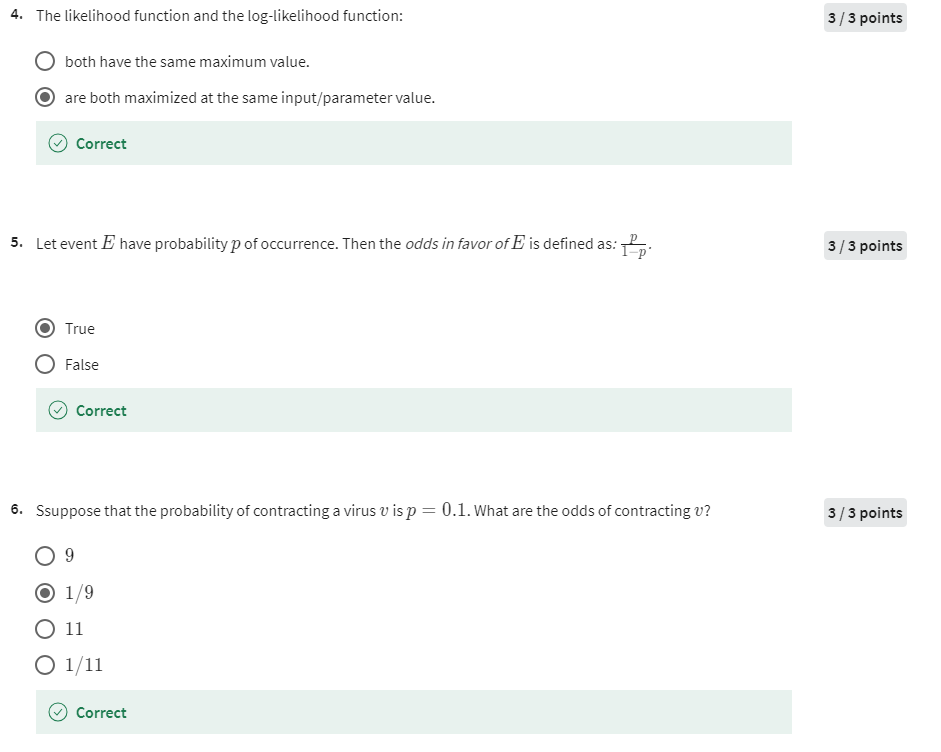 4. The likelihood function and the log-likelihood function:
3 / 3 points
both have the same maximum value.
are both maximized at the same input/parameter value.
Correct
5. Let event E have probability p of occurrence. Then the odds in favor of E is defined as: p/1−p.
3 / 3 points
True
False
Correct
6. Ssuppose that the probability of contracting a virus v is p = 0.1. What are the odds of contracting v?
3 / 3 points
9
1/9
11
1/11
Correct